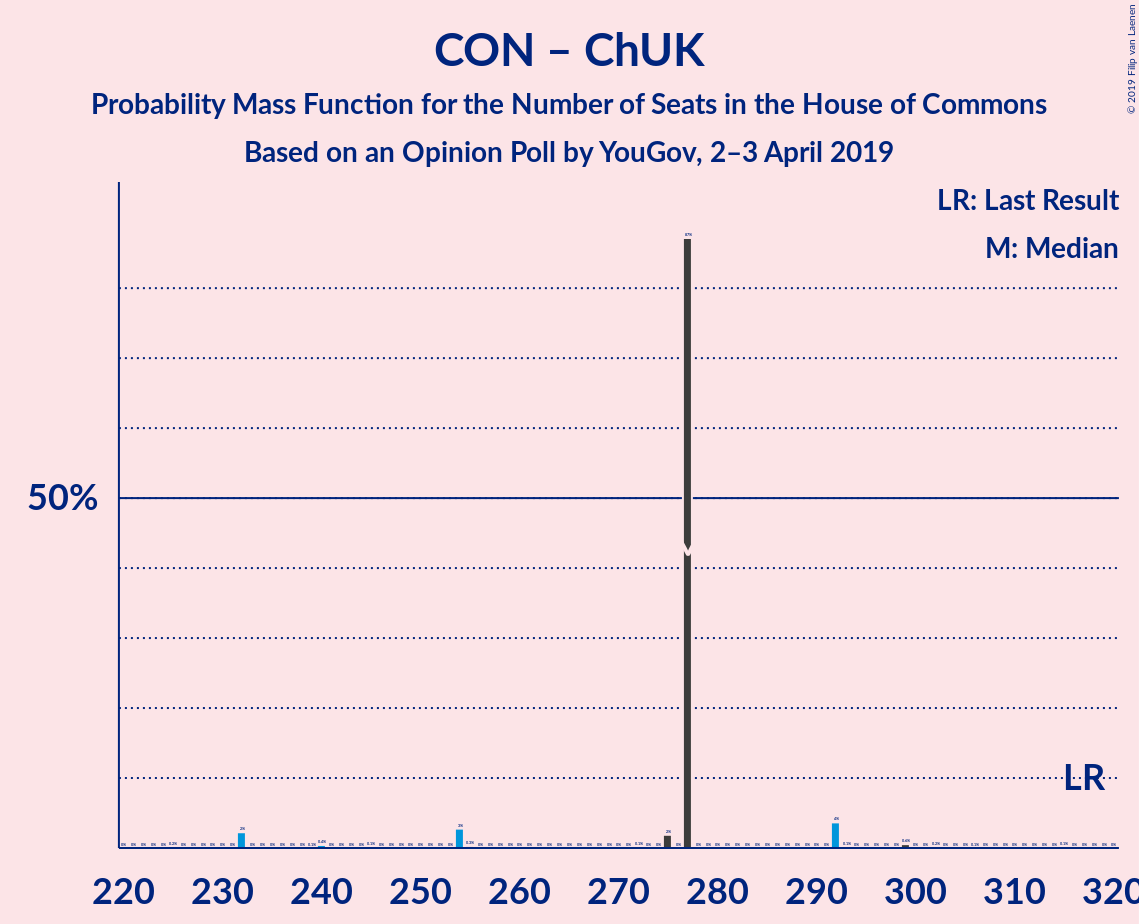 CON – ChUK
Probability Mass Function for the Number of Seats in the House of Commons
Based on an Opinion Poll by YouGov, 2–3 April 2019
© 2019 Filip van Laenen
LR: Last Result
M: Median
50%
LR
220 230 240 250 260 270 280 290 300 310 320